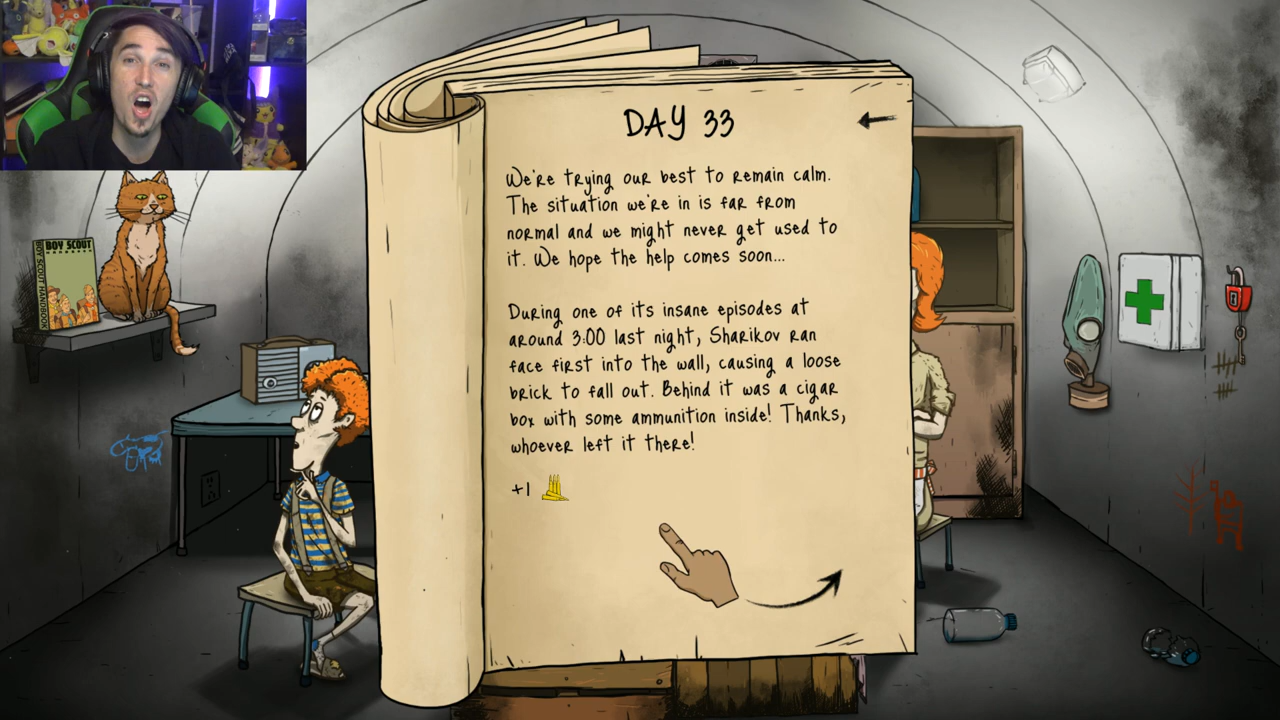 DAY 33
We're trying our best to remain calm.
The situation we're in is far from
normal and we might never get used to
it. We hope the help comes soon...
During one of its insane episodes at
around 3:00 last night, Sharikov ran
face first into the wall, causing a loose
brick to fall out. Behind it was a cigar
box with some ammunition inside! Thanks,
whoever left it there!
+1
BOY SCOUT
BOY SCOUT HANDBOOK